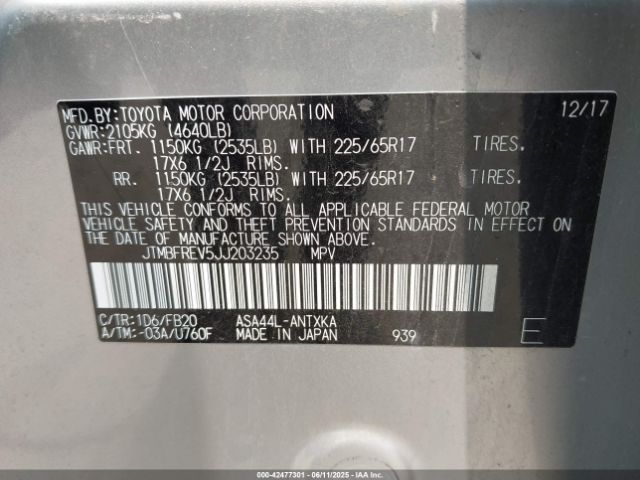 MFD.BY:TOYOTA MOTOR CORPORATION 12/17
GVWR:2105KG (4640LB)
GAWR:FRT. 1150KG (2535LB) WITH 225/65R17 TIRES.
17X6 1/2J RIMS.
RR. 1150KG (2535LB) WITH 225/65R17 TIRES.
17X6 1/2J RIMS.
THIS VEHICLE CONFORMS TO ALL APPLICABLE FEDERAL MOTOR
VEHICLE SAFETY AND THEFT PREVENTION STANDARDS IN EFFECT ON
THE DATE OF MANUFACTURE SHOWN ABOVE.
JTMBFREV5JJ203235 MPV
C/TR:1D6/FB20 ASA44L-ANTXKA
A/TM:-03A/U760F MADE IN JAPAN 939 E
000-42477301 - 06/11/2025 - IAAI.COM